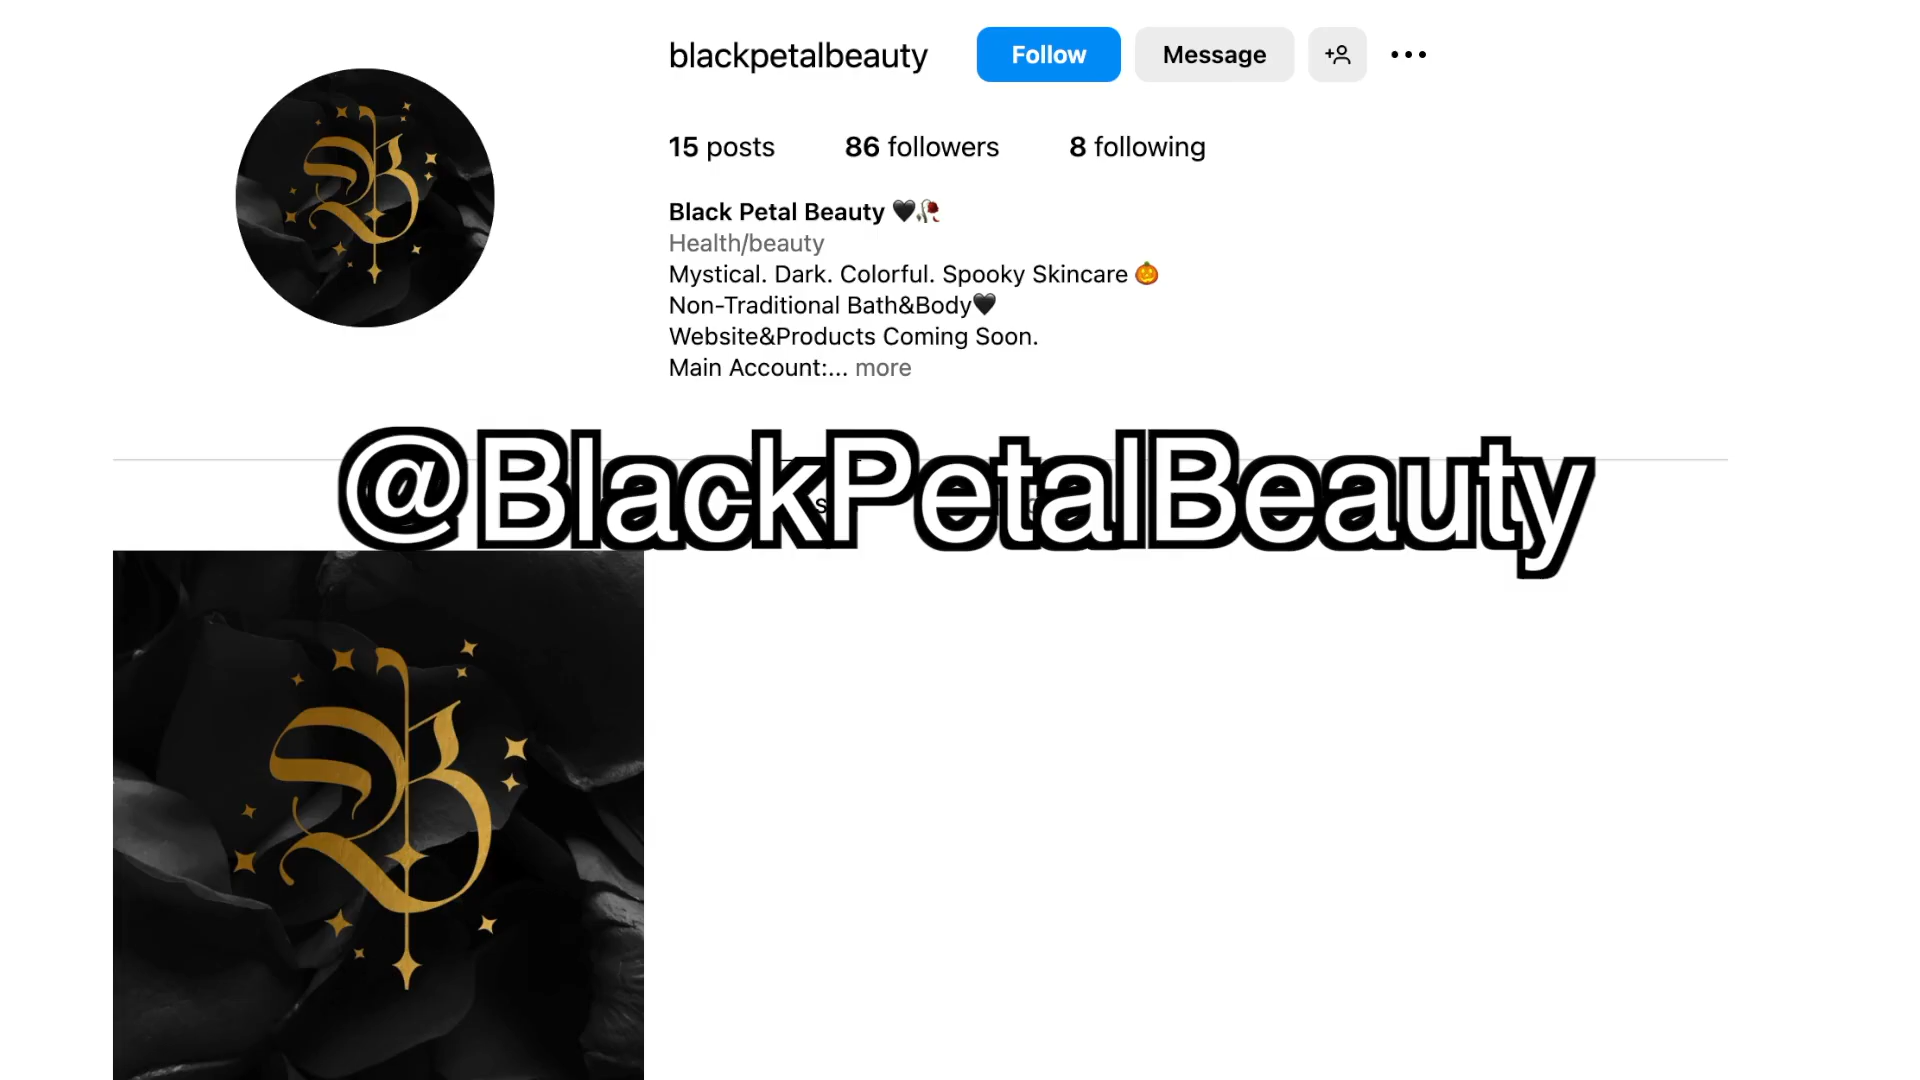 blackpetalbeauty
Follow
Message
15 posts
86 followers
8 following
Black Petal Beauty 🖤🥀
Health/beauty
Mystical. Dark. Colorful. Spooky Skincare 🎃
Non-Traditional Bath&Body🖤
Website&Products Coming Soon.
Main Account:... more
@BlackPetalBeauty
B
B